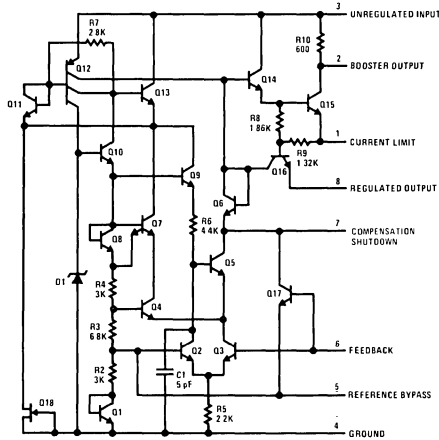 3 UNREGULATED INPUT
R7
2.8K
R10
600
Q12
2 BOOSTER OUTPUT
Q14
Q11
Q13
Q15
R8
1 86K
1 CURRENT LIMIT
R9
1 32K
Q10
Q9
Q16
8 REGULATED OUTPUT
Q6
R6
4 4K
7 COMPENSATION
SHUTDOWN
Q8
Q7
Q5
D1
R4
3K
Q17
Q4
R3
6 8K
6 FEEDBACK
Q2
Q3
C1
5 pF
R2
3K
5 REFERENCE BYPASS
Q18
Q1
R5
2 2K
4 GROUND